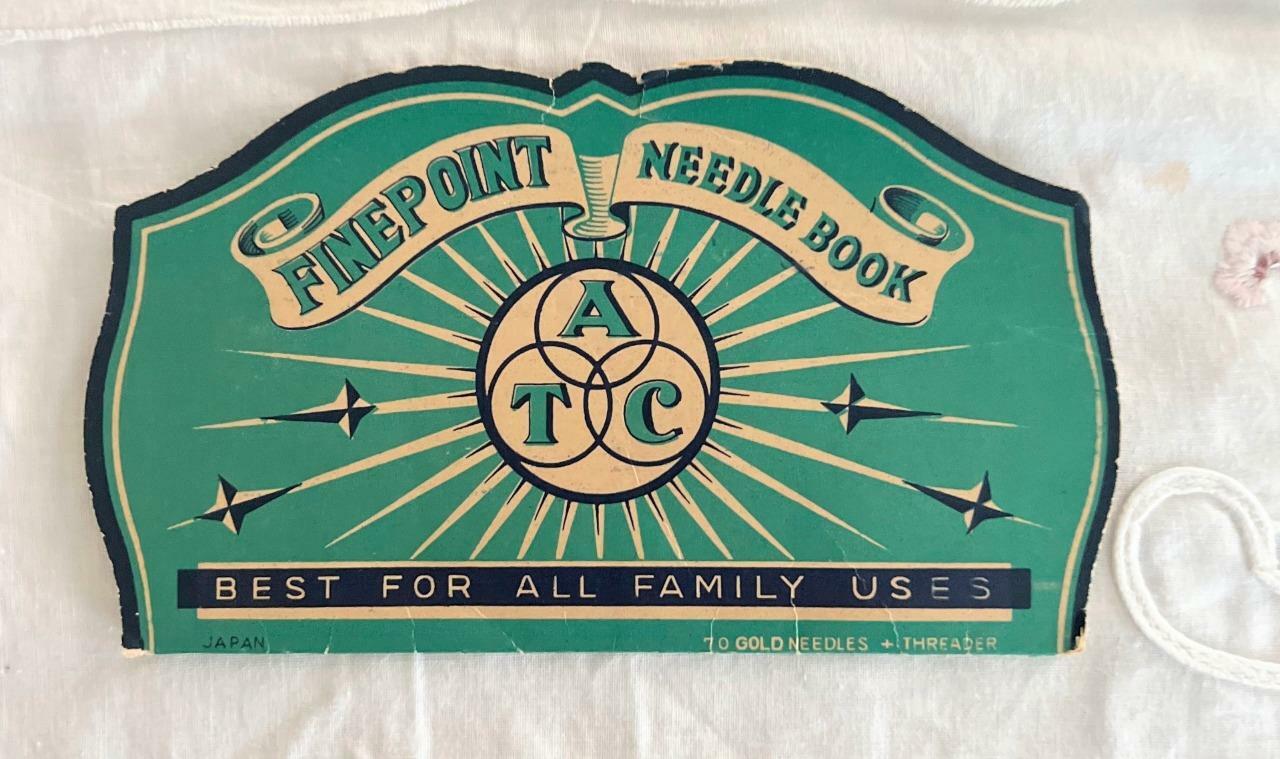 FINEPOINT NEEDLE BOOK
A
T C
BEST FOR ALL FAMILY USES
JAPAN
70 GOLD NEEDLES + THREADER